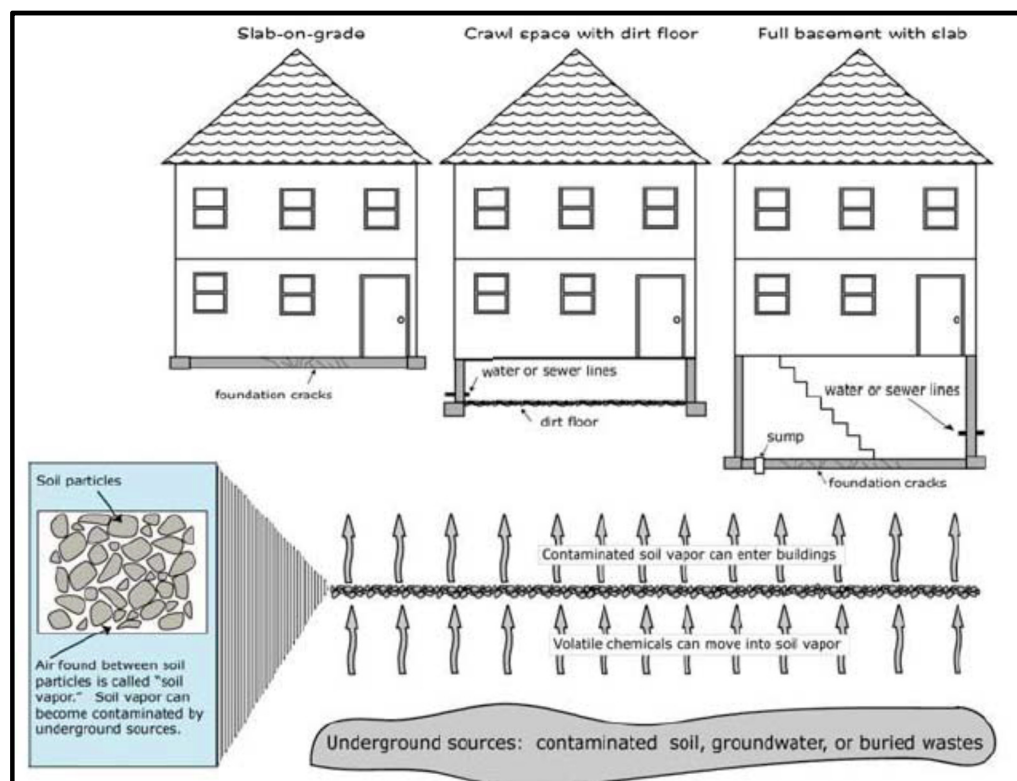 Slab-on-grade
Crawl space with dirt floor
Full basement with slab
foundation cracks
water or sewer lines
dirt floor
water or sewer lines
sump
foundation cracks
Soil particles
Air found between soil
particles is called “soil
vapor.” Soil vapor can
become contaminated by
underground sources.
Contaminated soil vapor can enter buildings
Volatile chemicals can move into soil vapor
Underground sources: contaminated soil, groundwater, or buried wastes